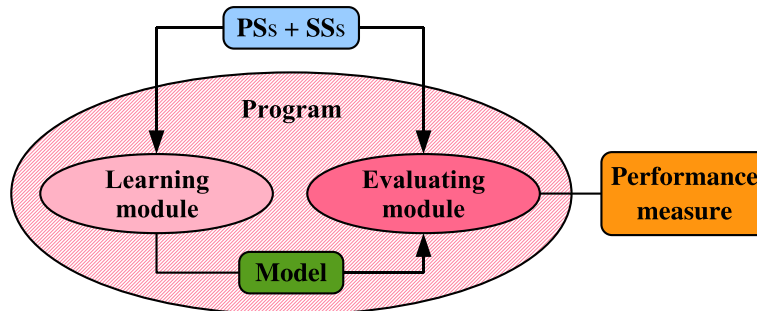 PSs + SSs
Program
Learning
module
Evaluating
module
Performance
measure
Model